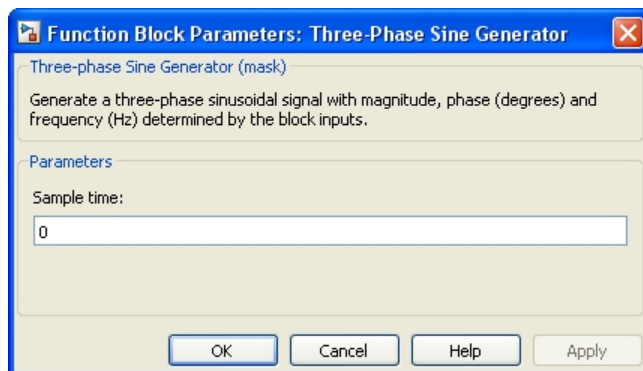 Function Block Parameters: Three-Phase Sine Generator
Three-phase Sine Generator (mask)
Generate a three-phase sinusoidal signal with magnitude, phase (degrees) and
frequency (Hz) determined by the block inputs.
Parameters
Sample time:
0
OK Cancel Help Apply